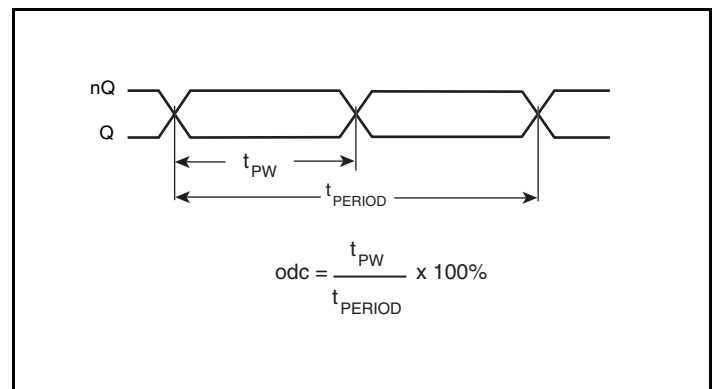 nQ
Q
tPW
tPERIOD
odc = tPW / tPERIOD x 100%